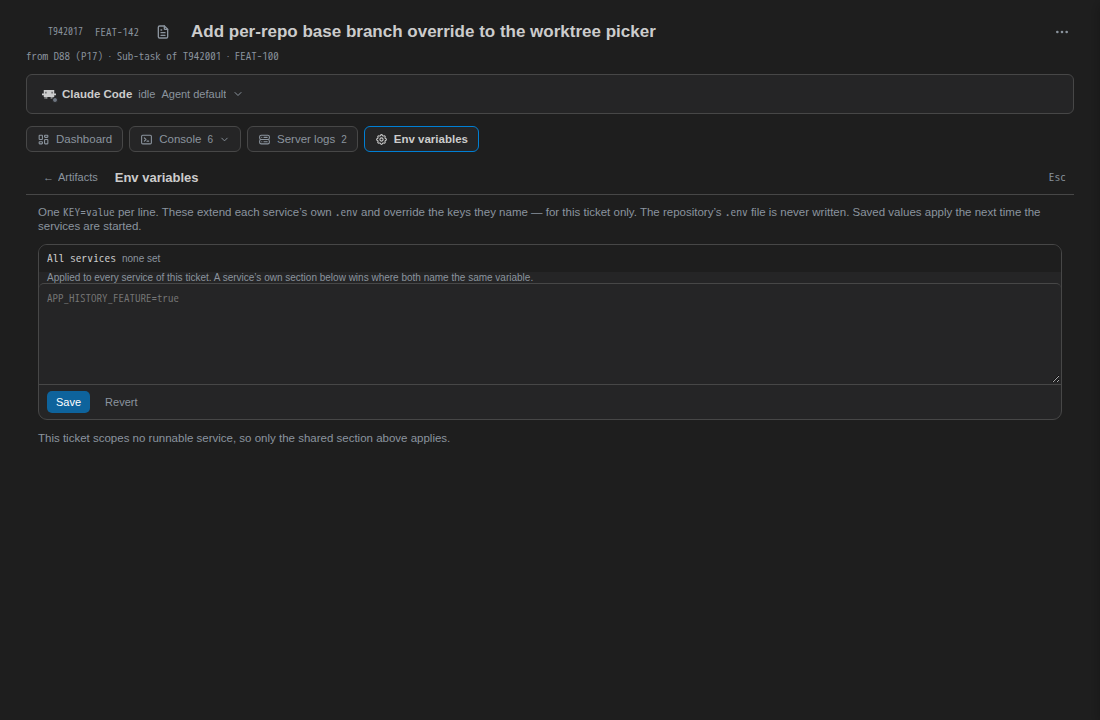 T942017 FEAT-142 Add per-repo base branch override to the worktree picker
from D88 (P17) · Sub-task of T942001 · FEAT-100
Claude Code idle Agent default
Dashboard Console 6 Server logs 2 Env variables
← Artifacts Env variables Esc
One KEY=value per line. These extend each service's own .env and override the keys they name — for this ticket only. The repository's .env file is never written. Saved values apply the next time the
services are started.
All services none set
Applied to every service of this ticket. A service's own section below wins where both name the same variable.
APP_HISTORY_FEATURE=true
Save Revert
This ticket scopes no runnable service, so only the shared section above applies.